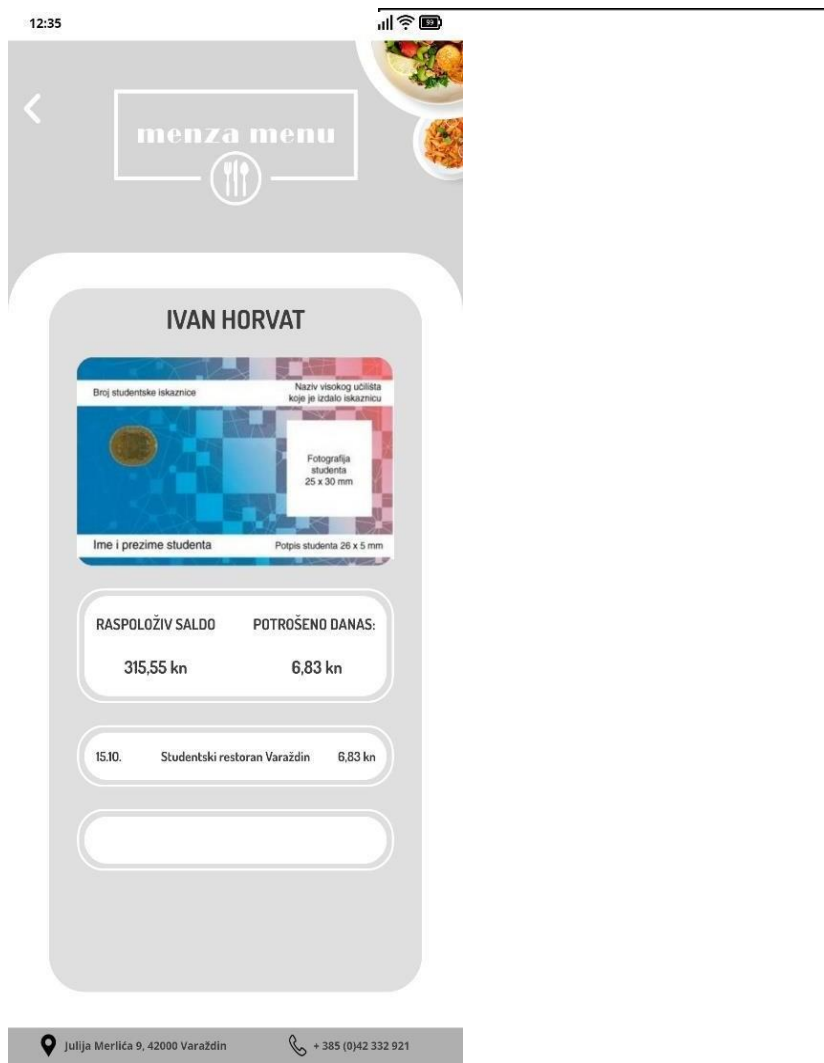 12:35
99
menza menu
IVAN HORVAT
Broj studentske iskaznice
Naziv visokog učilišta
koje je izdalo iskaznicu
Fotografija
studenta
25 x 30 mm
Ime i prezime studenta
Potpis studenta 26 x 5 mm
RASPOLOŽIV SALDO POTROŠENO DANAS:
315,55 kn 6,83 kn
15.10. Studentski restoran Varaždin 6,83 kn
Julija Merlića 9, 42000 Varaždin + 385 (0)42 332 921